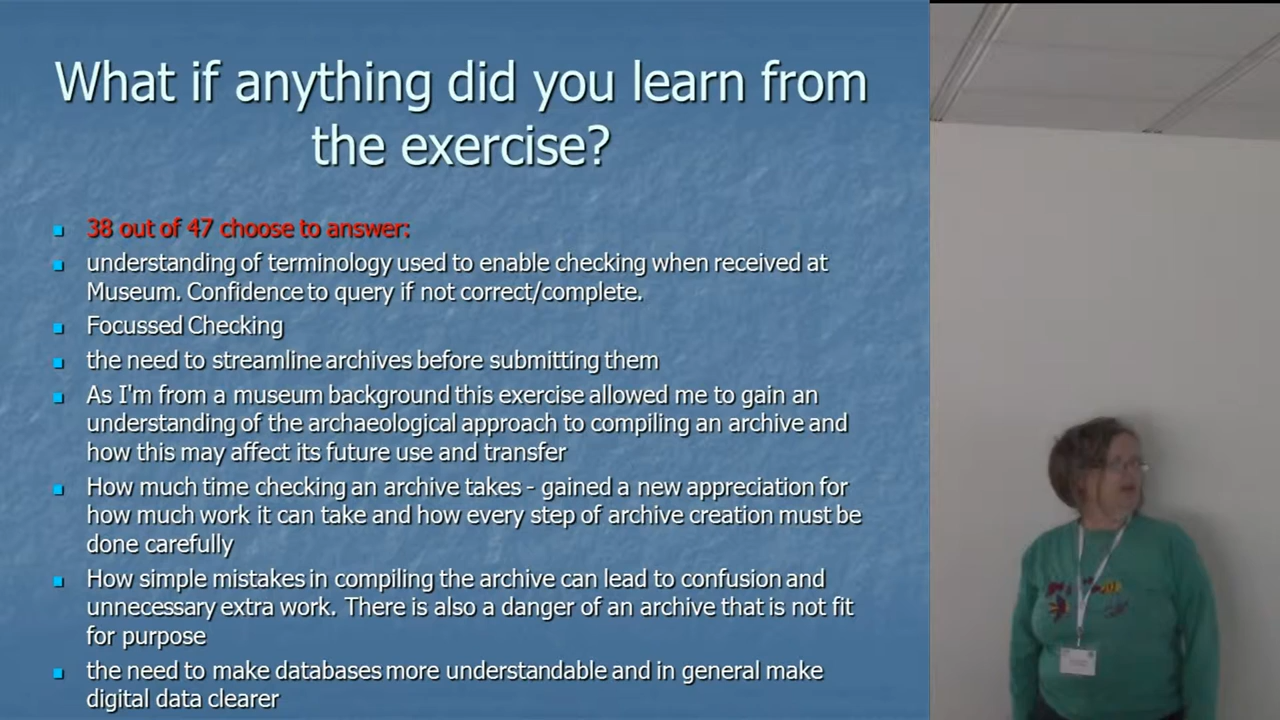 What if anything did you learn from
the exercise?
38 out of 47 choose to answer:
understanding of terminology used to enable checking when received at
Museum. Confidence to query if not correct/complete.
Focussed Checking
the need to streamline archives before submitting them
As I'm from a museum background this exercise allowed me to gain an
understanding of the archaeological approach to compiling an archive and
how this may affect its future use and transfer
How much time checking an archive takes - gained a new appreciation for
how much work it can take and how every step of archive creation must be
done carefully
How simple mistakes in compiling the archive can lead to confusion and
unnecessary extra work. There is also a danger of an archive that is not fit
for purpose
the need to make databases more understandable and in general make
digital data clearer